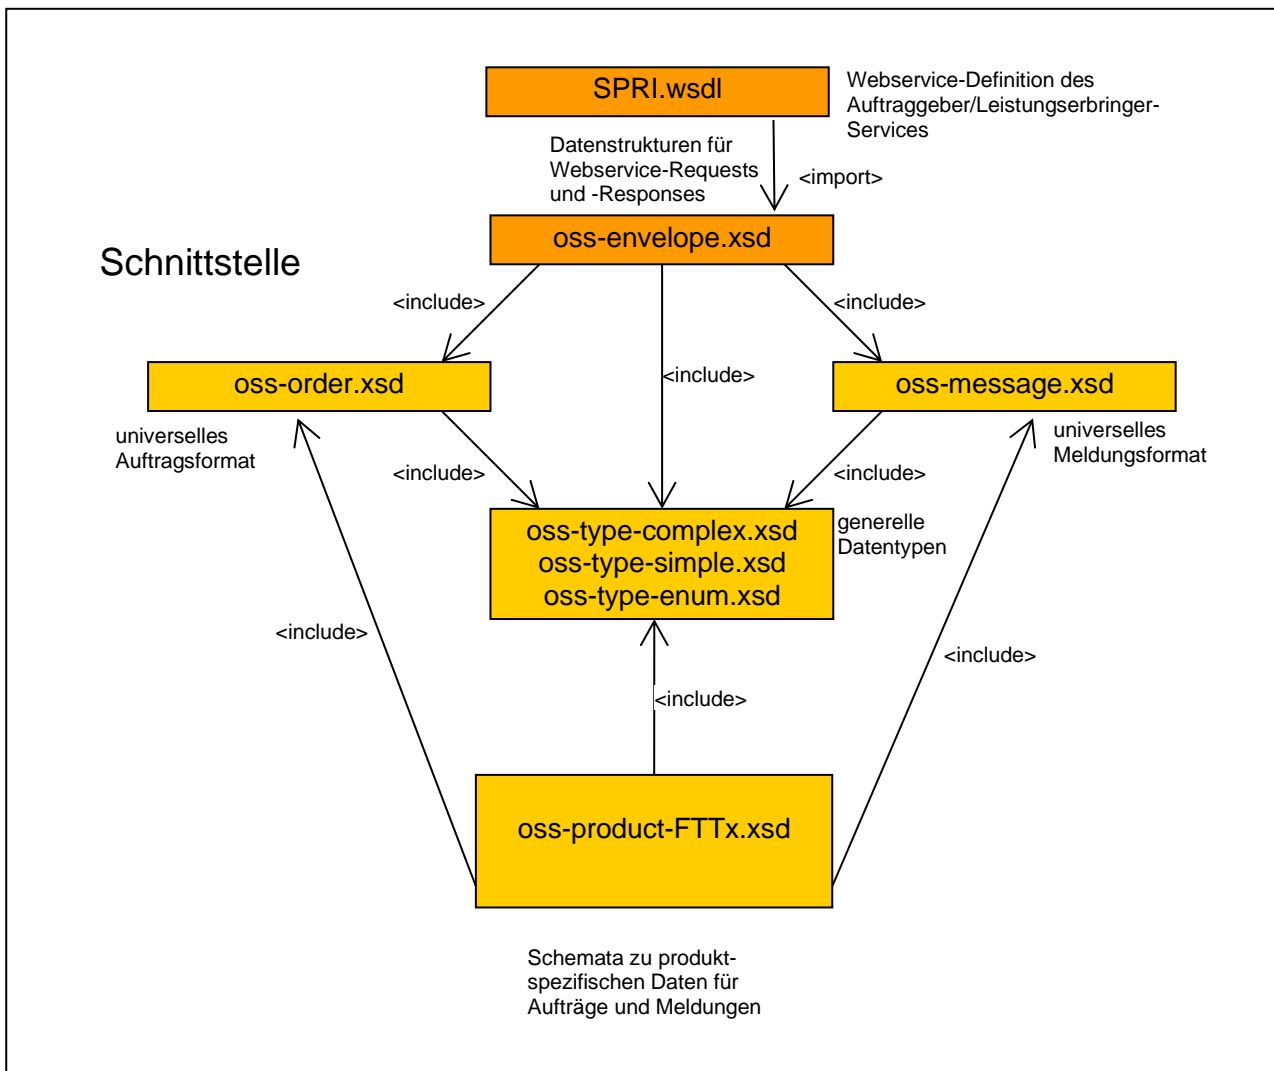 SPRI.wsdl
Webservice-Definition des
Auftraggeber/Leistungserbringer-
Services
Datenstrukturen für
Webservice-Requests
und -Responses
<import>
oss-envelope.xsd
Schnittstelle
<include>
<include>
<include>
oss-order.xsd
oss-message.xsd
universelles
Auftragsformat
universelles
Meldungsformat
<include>
<include>
oss-type-complex.xsd
oss-type-simple.xsd
oss-type-enum.xsd
generelle
Datentypen
<include>
<include>
<include>
oss-product-FTTx.xsd
Schemata zu produkt-
spezifischen Daten für
Aufträge und Meldungen